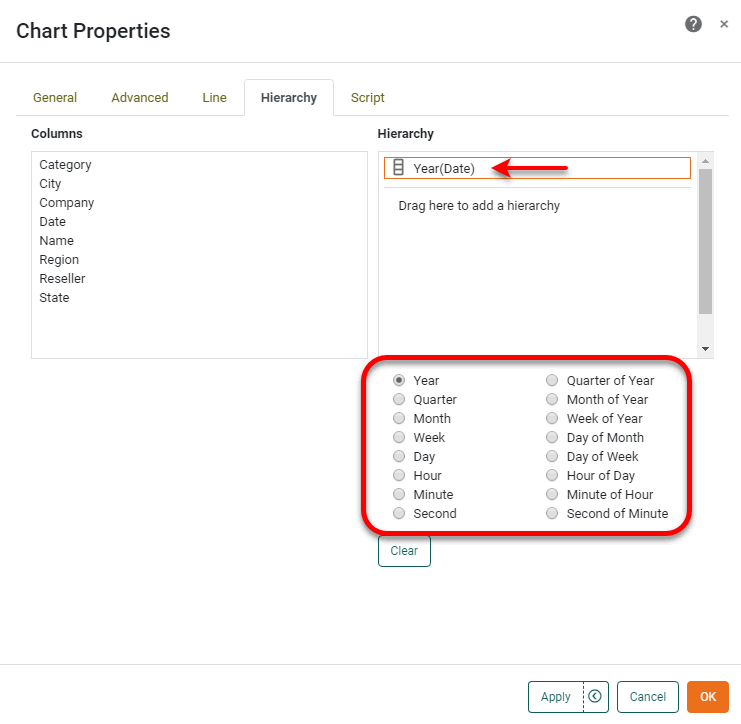 Chart Properties
General
Advanced
Line
Hierarchy
Script
Columns
Category
City
Company
Date
Name
Region
Reseller
State
Hierarchy
Year(Date)
Drag here to add a hierarchy
Year
Quarter
Month
Week
Day
Hour
Minute
Second
Quarter of Year
Month of Year
Week of Year
Day of Month
Day of Week
Hour of Day
Minute of Hour
Second of Minute
Clear
Apply
Cancel
OK